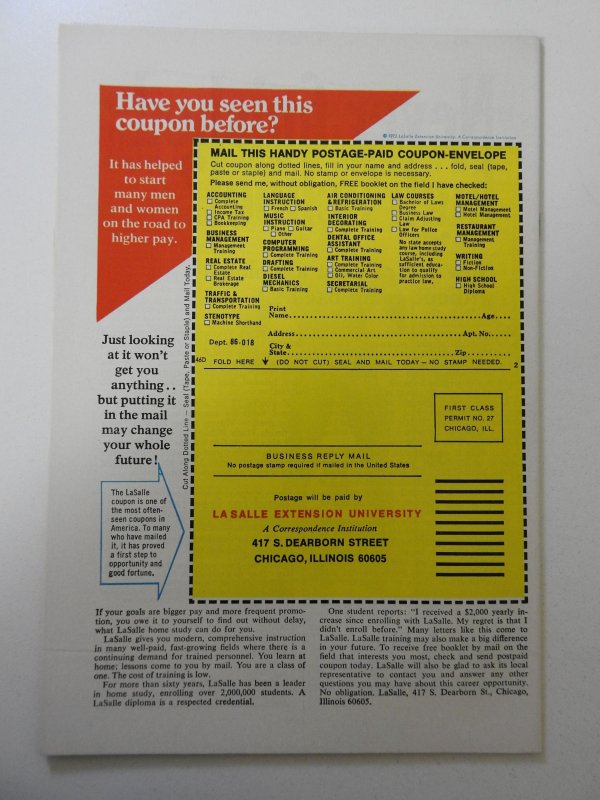 Have you seen this
coupon before?
© 1973 LaSalle Extension University, A Correspondence Institution
It has helped
to start
many men
and women
on the road to
higher pay.
Just looking
at it won't
get you
anything . .
but putting it
in the mail
may change
your whole
future!
The LaSalle
coupon is one of
the most often-
seen coupons in
America. To many
who have mailed
it, it has proved
a first step to
opportunity and
good fortune.
Cut Along Dotted Line — Seal (Tape, Paste or Staple) and Mail Today.
MAIL THIS HANDY POSTAGE-PAID COUPON-ENVELOPE
Cut coupon along dotted lines, fill in your name and address . . . fold, seal (tape,
paste or staple) and mail. No stamp or envelope is necessary.
Please send me, without obligation, FREE booklet on the field I have checked:
ACCOUNTING
Complete
Accounting
Income Tax
CPA Training
Bookkeeping
BUSINESS
MANAGEMENT
Management
Training
REAL ESTATE
Complete Real
Estate
Real Estate
Brokerage
TRAFFIC &
TRANSPORTATION
Complete Training
STENOTYPE
Machine Shorthand
LANGUAGE
INSTRUCTION
French Spanish
MUSIC
INSTRUCTION
Piano Guitar
Other
COMPUTER
PROGRAMMING
Complete Training
DRAFTING
Complete Training
DIESEL
MECHANICS
Basic Training
AIR CONDITIONING
& REFRIGERATION
Basic Training
INTERIOR
DECORATING
Complete Training
DENTAL OFFICE
ASSISTANT
Complete Training
ART TRAINING
Complete Training
Commercial Art
Oil, Water Color
SECRETARIAL
Complete Training
LAW COURSES
Bachelor of Laws
Degree
Business Law
Claim Adjusting
Law
Law for Police
Officers
No state accepts
any law home study
course, including
LaSalle's, as
sufficient educa-
tion to qualify
for admission to
practice law.
HOTEL/MOTEL
MANAGEMENT
Motel Management
Hotel Management
RESTAURANT
MANAGEMENT
Management
Training
WRITING
Fiction
Non-Fiction
HIGH SCHOOL
High School
Diploma
Print
Name Age
Address Apt. No.
Dept. 86-018 City &
State Zip
46D FOLD HERE (DO NOT CUT) SEAL AND MAIL TODAY — NO STAMP NEEDED. 2
FIRST CLASS
PERMIT NO. 27
CHICAGO, ILL.
BUSINESS REPLY MAIL
No postage stamp required if mailed in the United States
Postage will be paid by
LA SALLE EXTENSION UNIVERSITY
A Correspondence Institution
417 S. DEARBORN STREET
CHICAGO, ILLINOIS 60605
If your goals are bigger pay and more frequent promo-
tion, you owe it to yourself to find out without delay,
what LaSalle home study can do for you.
LaSalle gives you modern, comprehensive instruction
in many well-paid, fast-growing fields where there is a
continuing demand for trained personnel. You learn at
home; lessons come to you by mail. You are a class of
one. The cost of training is low.
For more than sixty years, LaSalle has been a leader
in home study, enrolling over 2,000,000 students. A
LaSalle diploma is a respected credential.
One student reports: "I received a $2,000 yearly in-
crease since enrolling with LaSalle. My regret is that I
didn't enroll before." Many letters like this come to
LaSalle. LaSalle training may also make a big difference
in your future. To receive free booklet by mail on the
field that interests you most, check and send postpaid
coupon today. LaSalle will also be glad to ask its local
representative to contact you and answer any other
questions you may have about this career opportunity.
No obligation. LaSalle, 417 S. Dearborn St., Chicago,
Illinois 60605.